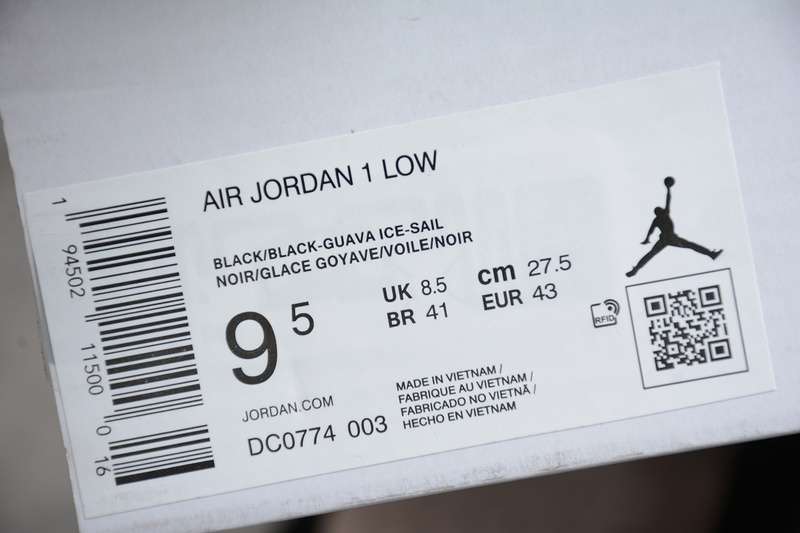 AIR JORDAN 1 LOW
BLACK/BLACK-GUAVA ICE-SAIL
NOIR/GLACE GOYAVE/VOILE/NOIR
9 5
UK 8.5
BR 41
cm 27.5
EUR 43
RFID
JORDAN.COM
DC0774 003
MADE IN VIETNAM /
FABRIQUE AU VIETNAM /
FABRICADO NO VIETNÃ /
HECHO EN VIETNAM
1 94502 11500 0 16